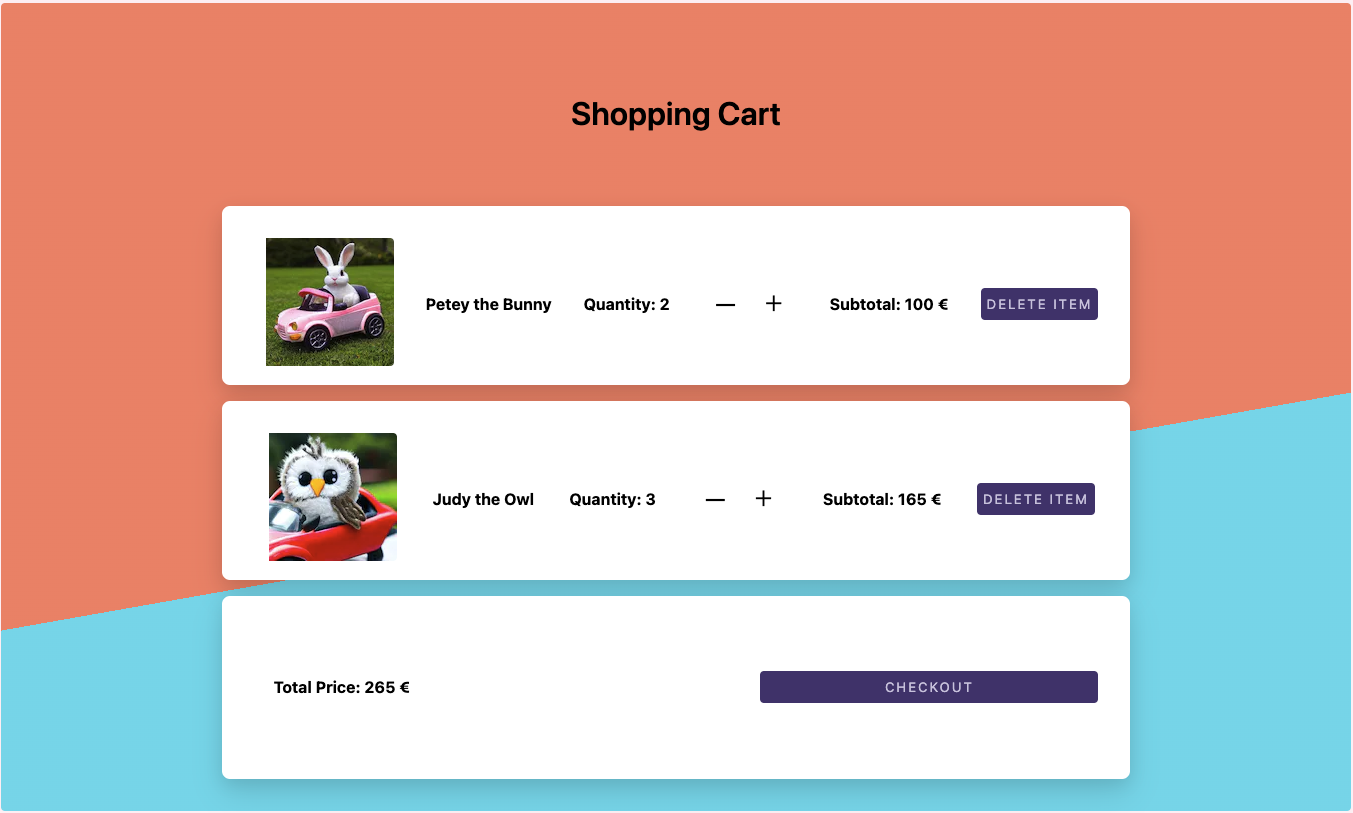 Shopping Cart
Petey the Bunny Quantity: 2 — + Subtotal: 100 € DELETE ITEM
Judy the Owl Quantity: 3 — + Subtotal: 165 € DELETE ITEM
Total Price: 265 € CHECKOUT